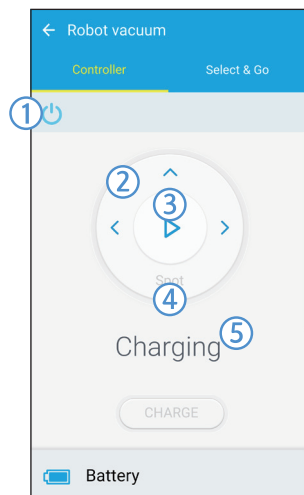 Robot vacuum
Controller Select & Go
①
②
③
Spot
④
Charging ⑤
CHARGE
Battery